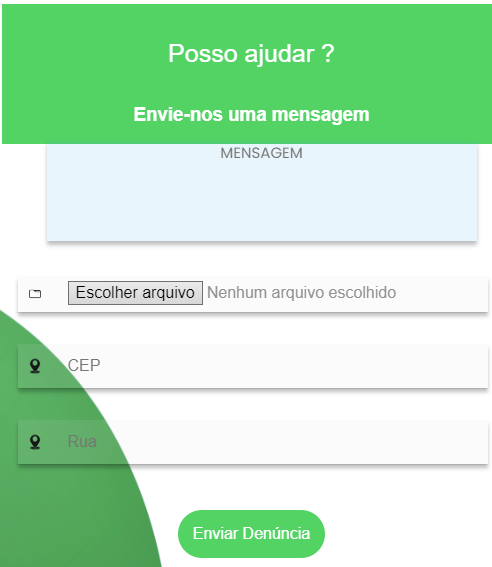 Posso ajudar ?
Envie-nos uma mensagem
MENSAGEM
Escolher arquivo Nenhum arquivo escolhido
CEP
Rua
Enviar Denúncia